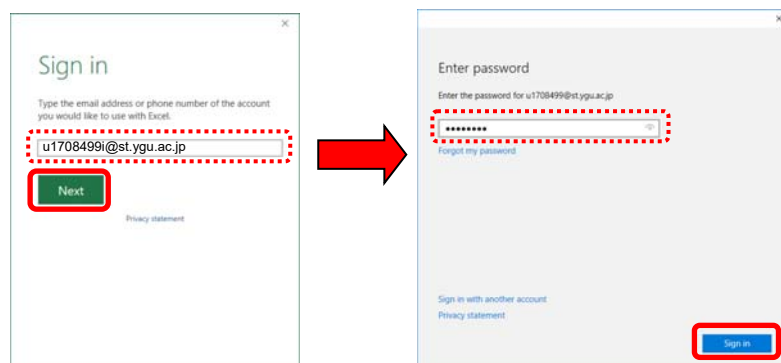 Sign in
Type the email address or phone number of the account
you would like to use with Excel.
u1708499i@st.ygu.ac.jp
Next
Privacy statement
Enter password
Enter the password for u1708499@st.ygu.ac.jp
Forgot my password
Sign in with another account
Privacy statement
Sign in